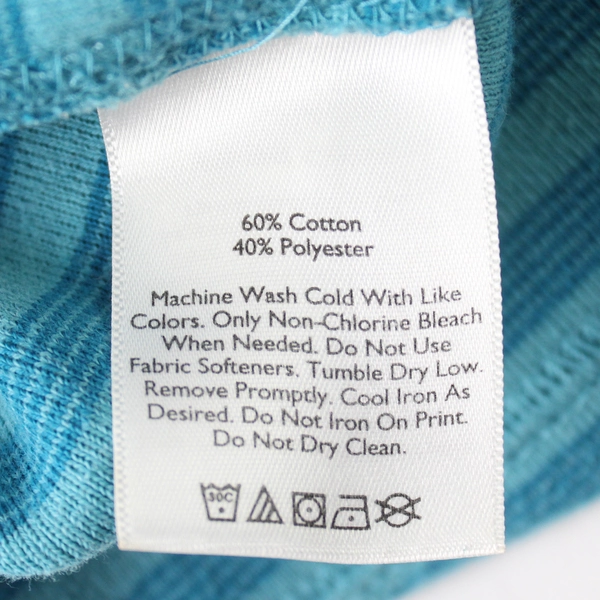 60% Cotton
40% Polyester
Machine Wash Cold With Like
Colors. Only Non-Chlorine Bleach
When Needed. Do Not Use
Fabric Softeners. Tumble Dry Low.
Remove Promptly. Cool Iron As
Desired. Do Not Iron On Print.
Do Not Dry Clean.
30C